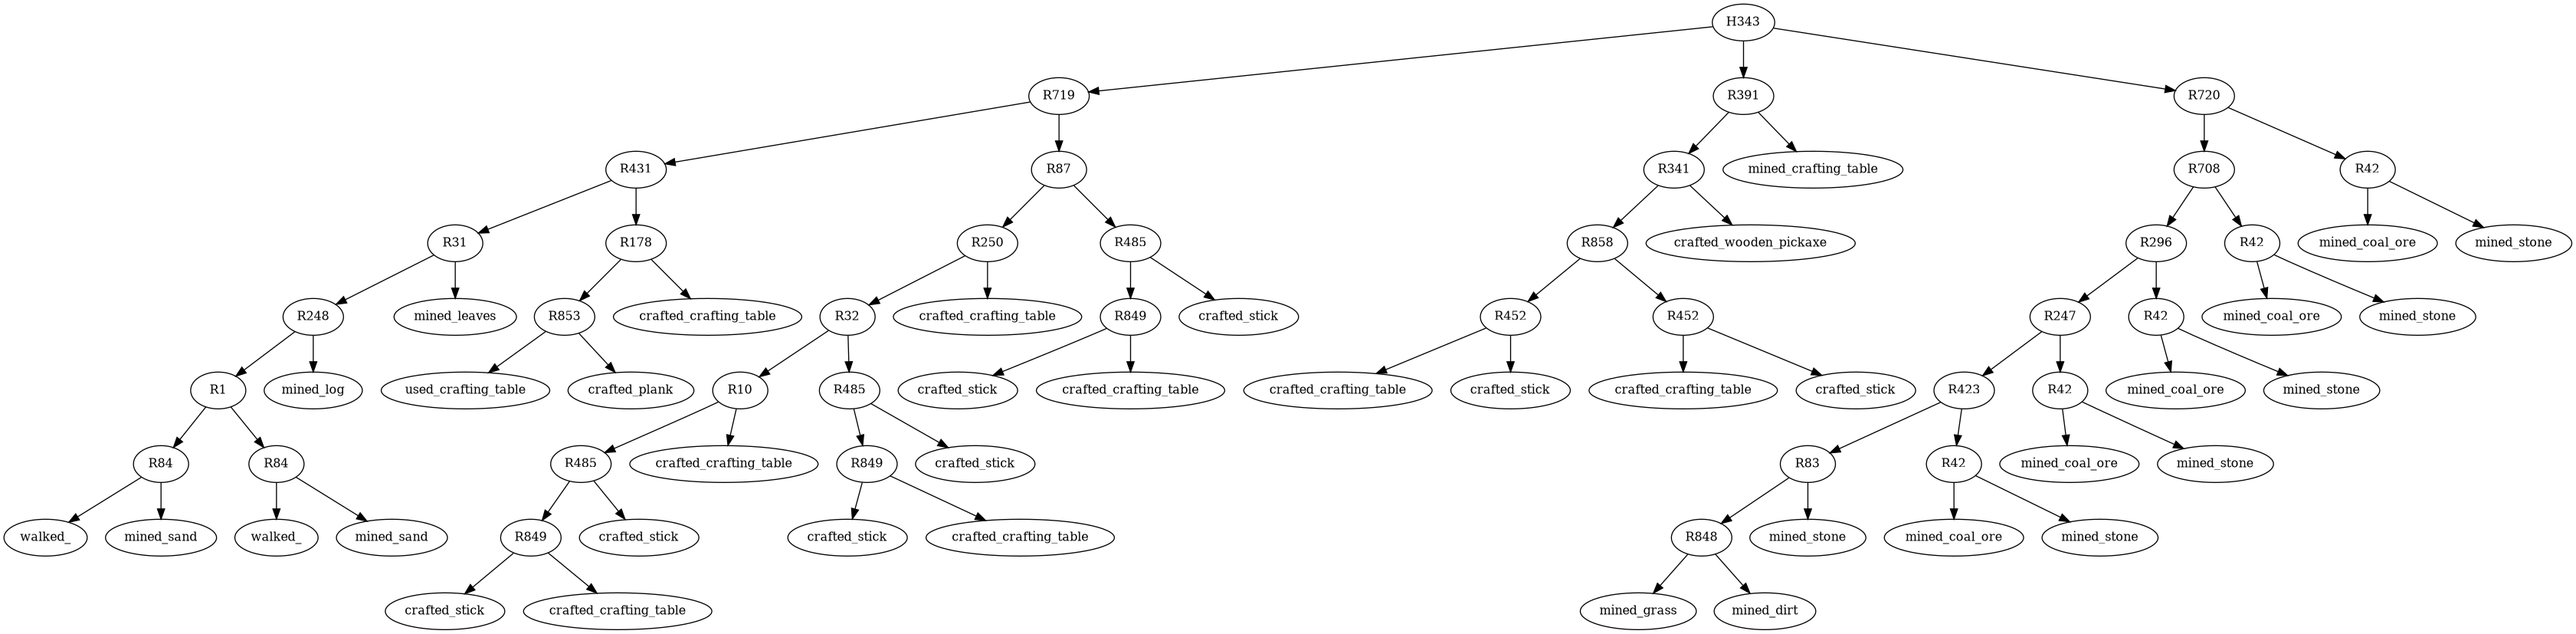 H343
R719
R391
R720
R431
R87
R341
mined_crafting_table
R708
R42
R31
R178
R250
R485
R858
crafted_wooden_pickaxe
R296
R42
mined_coal_ore
mined_stone
R248
mined_leaves
R853
crafted_crafting_table
R32
crafted_crafting_table
R849
crafted_stick
R452
R452
R247
R42
mined_coal_ore
mined_stone
R1
mined_log
used_crafting_table
crafted_plank
R10
R485
crafted_stick
crafted_crafting_table
crafted_crafting_table
crafted_stick
crafted_crafting_table
crafted_stick
R423
R42
mined_coal_ore
mined_stone
R84
R84
R485
crafted_crafting_table
R849
crafted_stick
R83
R42
mined_coal_ore
mined_stone
walked_
mined_sand
walked_
mined_sand
R849
crafted_stick
crafted_stick
crafted_crafting_table
R848
mined_stone
mined_coal_ore
mined_stone
crafted_stick
crafted_crafting_table
mined_grass
mined_dirt